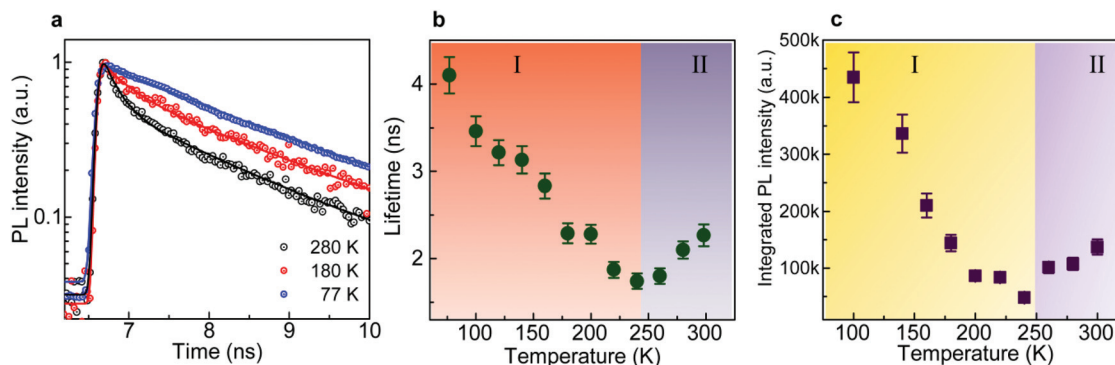 a
PL intensity (a.u.)
1
0.1
280 K
180 K
77 K
7
8
9
10
Time (ns)
b
I
II
Lifetime (ns)
4
3
2
100
150
200
250
300
Temperature (K)
c
I
II
Integrated PL intensity (a.u.)
500k
400k
300k
200k
100k
100
150
200
250
300
Temperature (K)